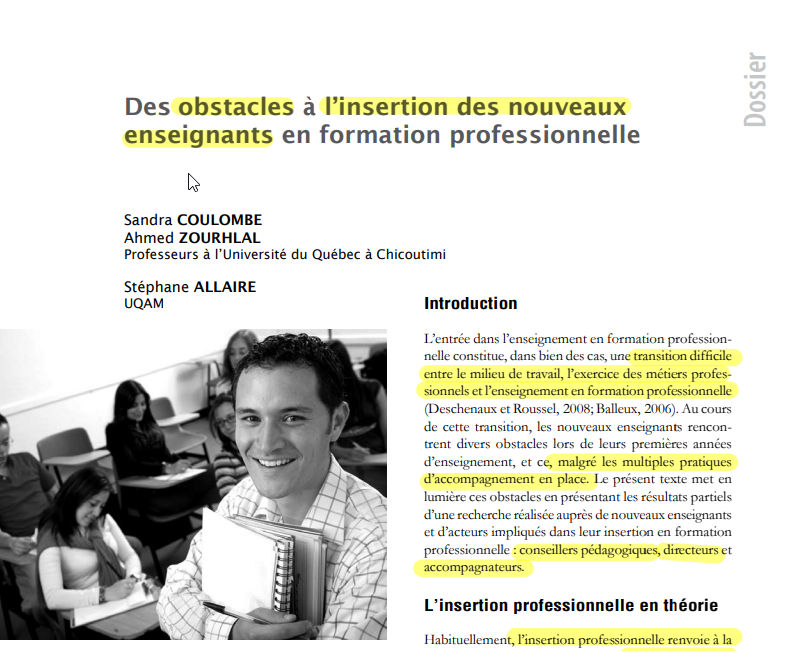 Dossier
Des obstacles à l'insertion des nouveaux
enseignants en formation professionnelle
Sandra COULOMBE
Ahmed ZOURHLAL
Professeurs à l'Université du Québec à Chicoutimi
Stéphane ALLAIRE
UQAM
Introduction
L'entrée dans l'enseignement en formation profession-
nelle constitue, dans bien des cas, une transition difficile
entre le milieu de travail, l'exercice des métiers profes-
sionnels et l'enseignement en formation professionnelle
(Deschenaux et Roussel, 2008; Balleux, 2006). Au cours
de cette transition, les nouveaux enseignants rencon-
trent divers obstacles lors de leurs premières années
d'enseignement, et ce, malgré les multiples pratiques
d'accompagnement en place. Le présent texte met en
lumière ces obstacles en présentant les résultats partiels
d'une recherche réalisée auprès de nouveaux enseignants
et d'acteurs impliqués dans leur insertion en formation
professionnelle : conseillers pédagogiques, directeurs et
accompagnateurs.
L'insertion professionnelle en théorie
Habituellement, l'insertion professionnelle renvoie à la